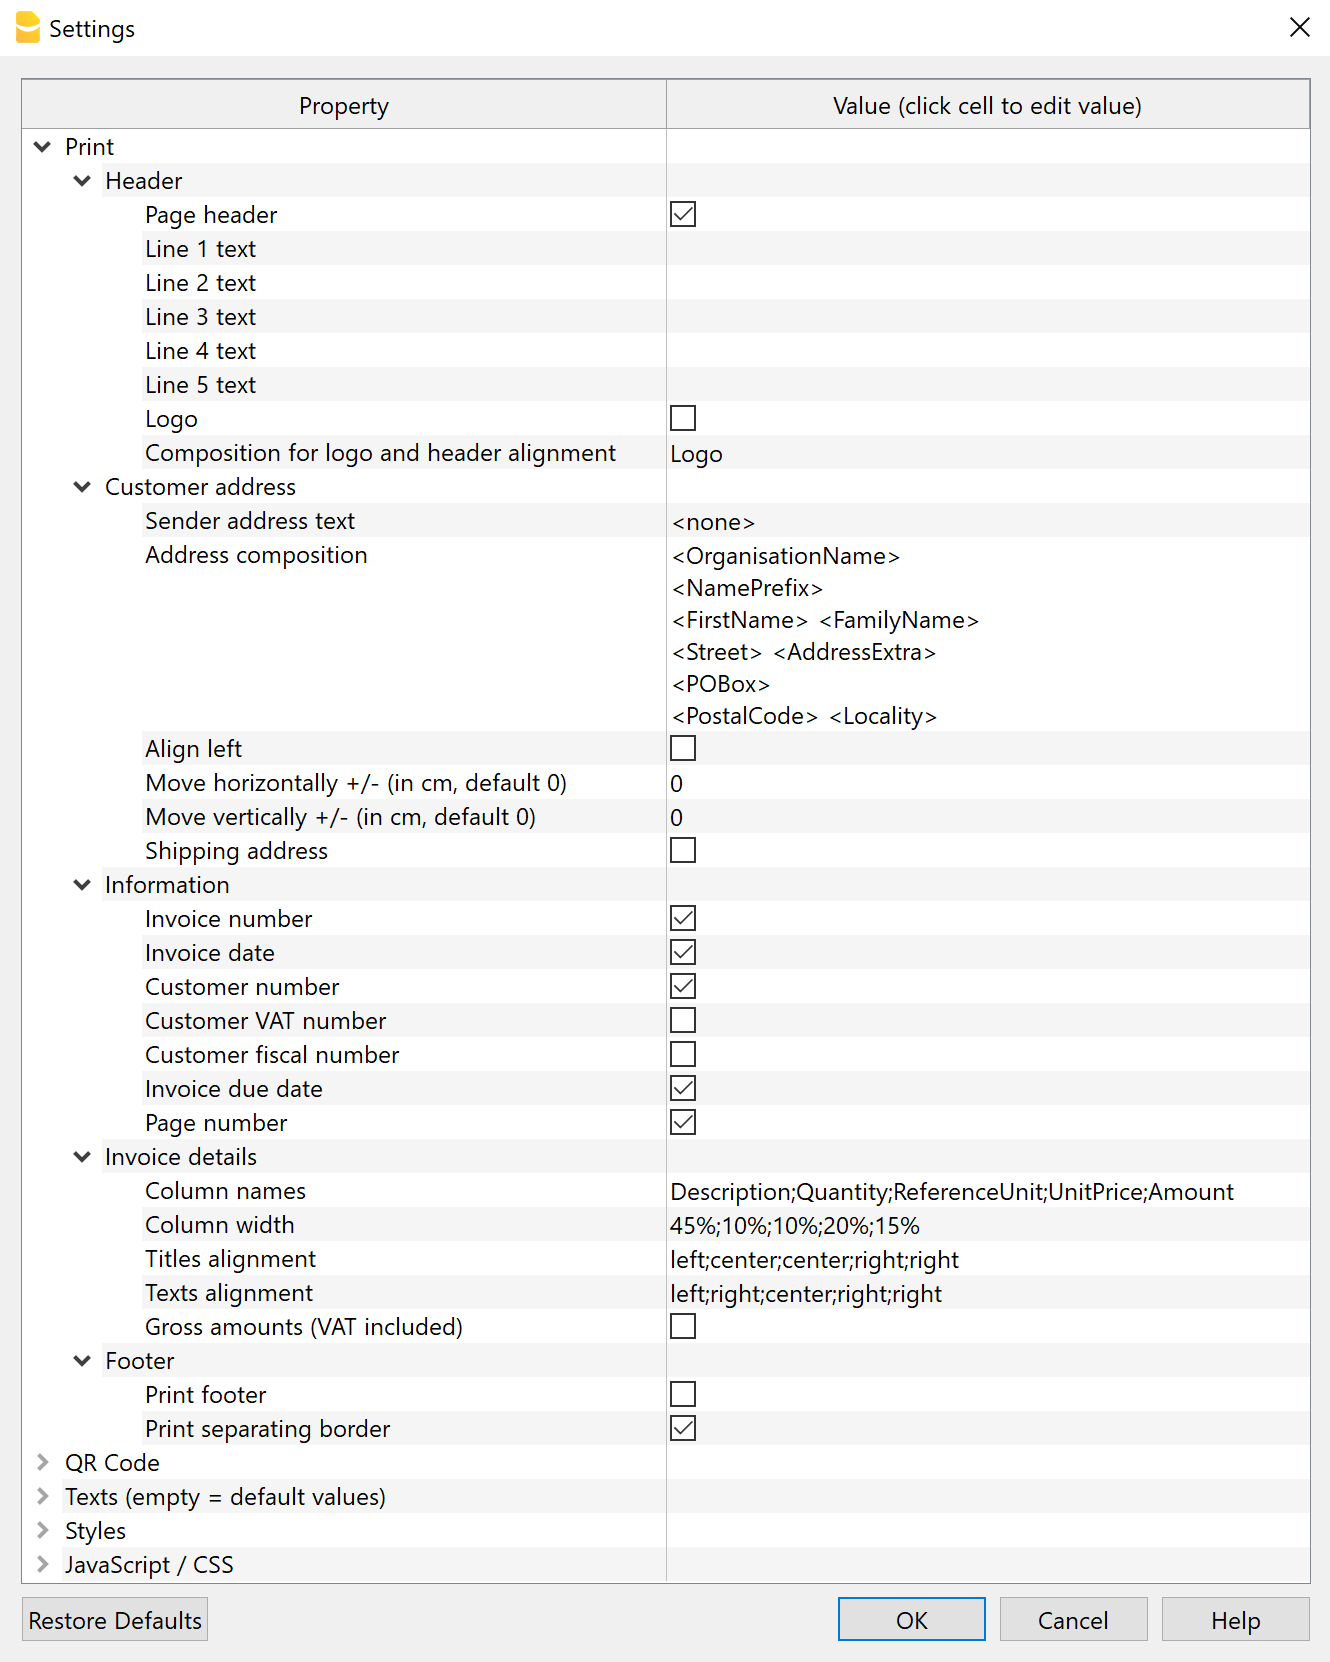 Settings
Property Value (click cell to edit value)
Print
Header
Page header
Line 1 text
Line 2 text
Line 3 text
Line 4 text
Line 5 text
Logo
Composition for logo and header alignment Logo
Customer address
Sender address text <none>
Address composition <OrganisationName>
<NamePrefix>
<FirstName> <FamilyName>
<Street> <AddressExtra>
<POBox>
<PostalCode> <Locality>
Align left
Move horizontally +/- (in cm, default 0) 0
Move vertically +/- (in cm, default 0) 0
Shipping address
Information
Invoice number
Invoice date
Customer number
Customer VAT number
Customer fiscal number
Invoice due date
Page number
Invoice details
Column names Description;Quantity;ReferenceUnit;UnitPrice;Amount
Column width 45%;10%;10%;20%;15%
Titles alignment left;center;center;right;right
Texts alignment left;right;center;right;right
Gross amounts (VAT included)
Footer
Print footer
Print separating border
QR Code
Texts (empty = default values)
Styles
JavaScript / CSS
Restore Defaults OK Cancel Help